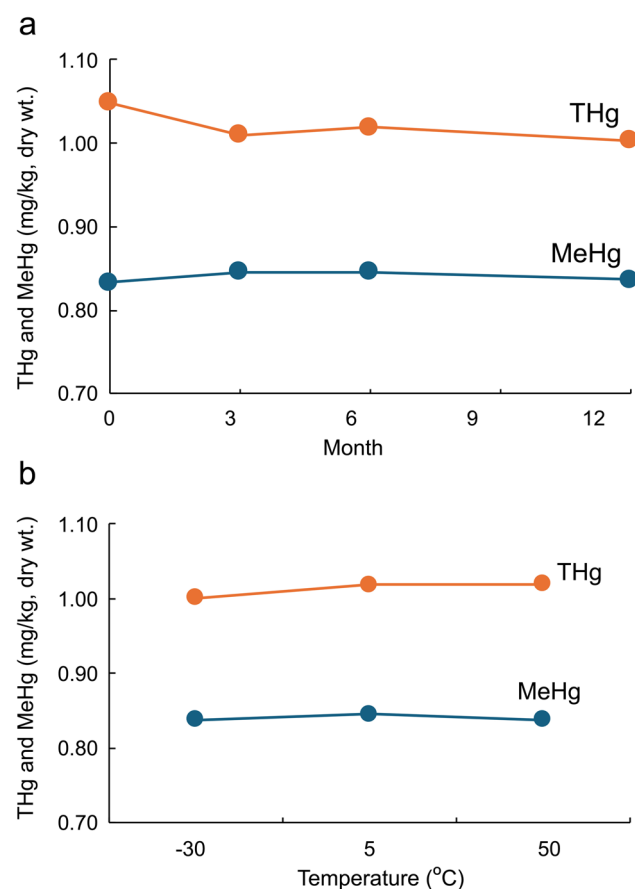 a
THg and MeHg (mg/kg, dry wt.)
1.10
1.00
0.90
0.80
0.70
THg
MeHg
0 3 6 9 12
Month
b
THg and MeHg (mg/kg, dry wt.)
1.10
1.00
0.90
0.80
0.70
THg
MeHg
-30 5 50
Temperature (°C)